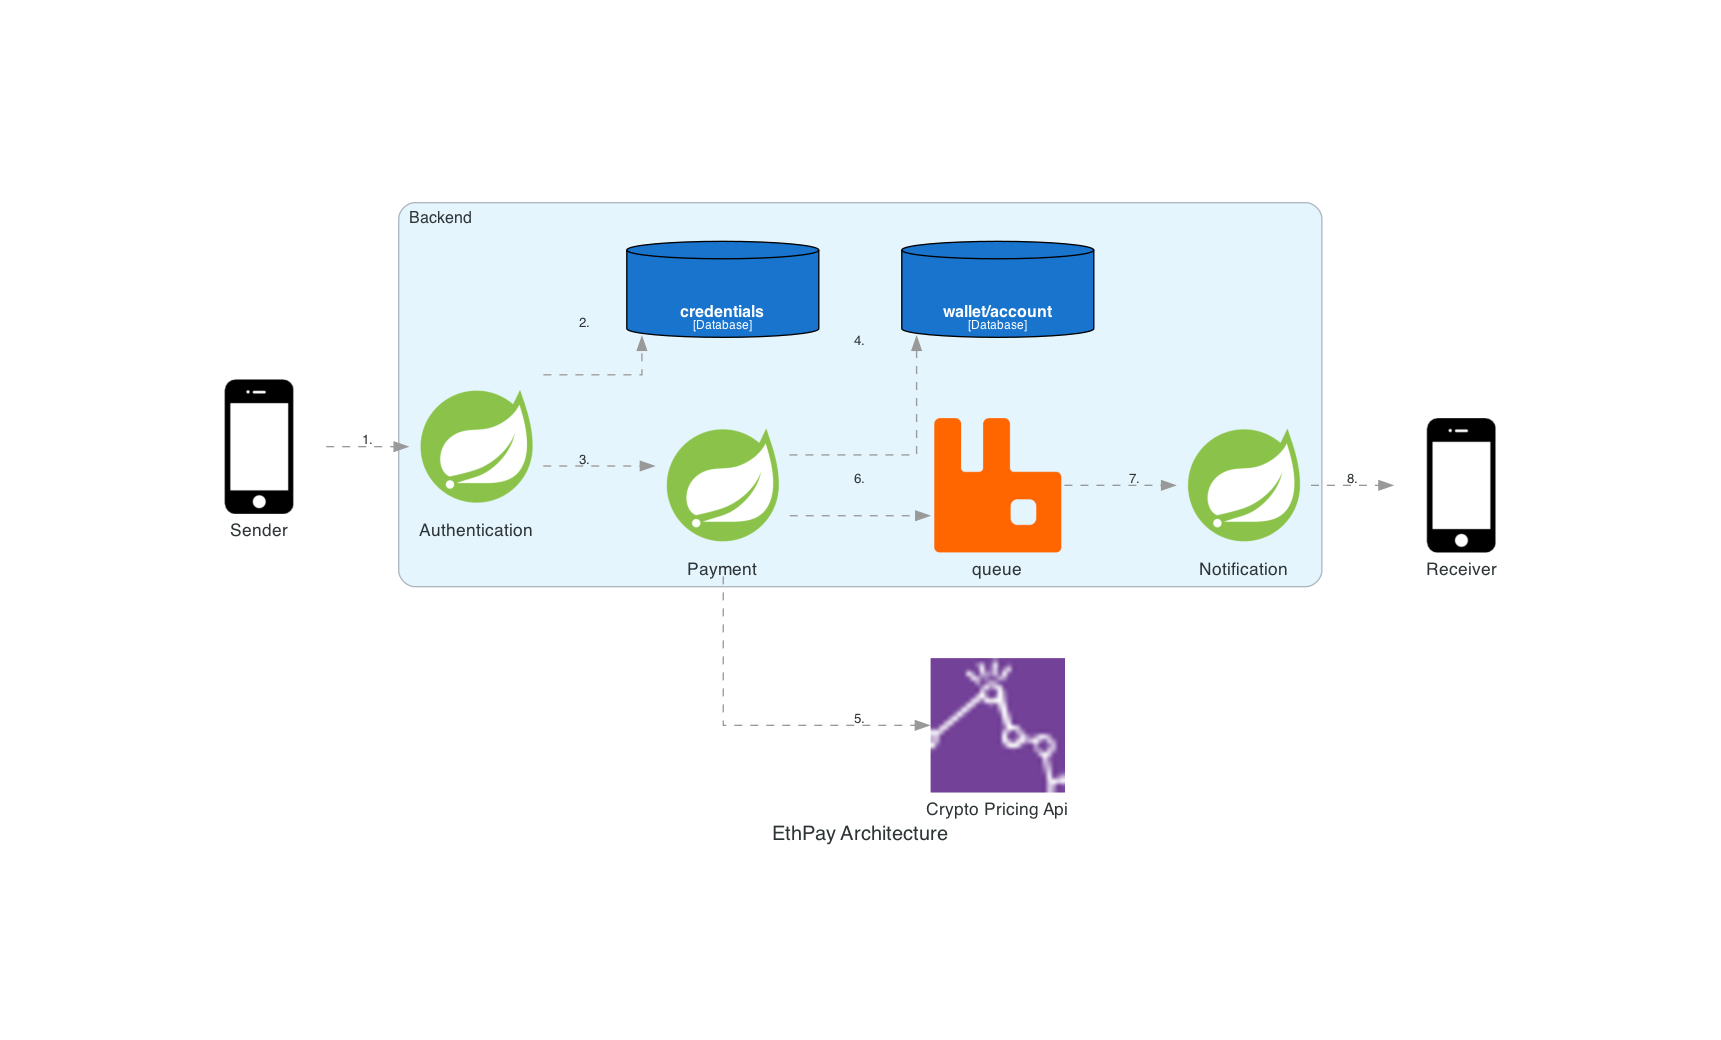 Backend
credentials
[Database]
wallet/account
[Database]
2.
4.
1.
3.
6.
7.
8.
Sender
Authentication
Payment
queue
Notification
Receiver
5.
Crypto Pricing Api
EthPay Architecture